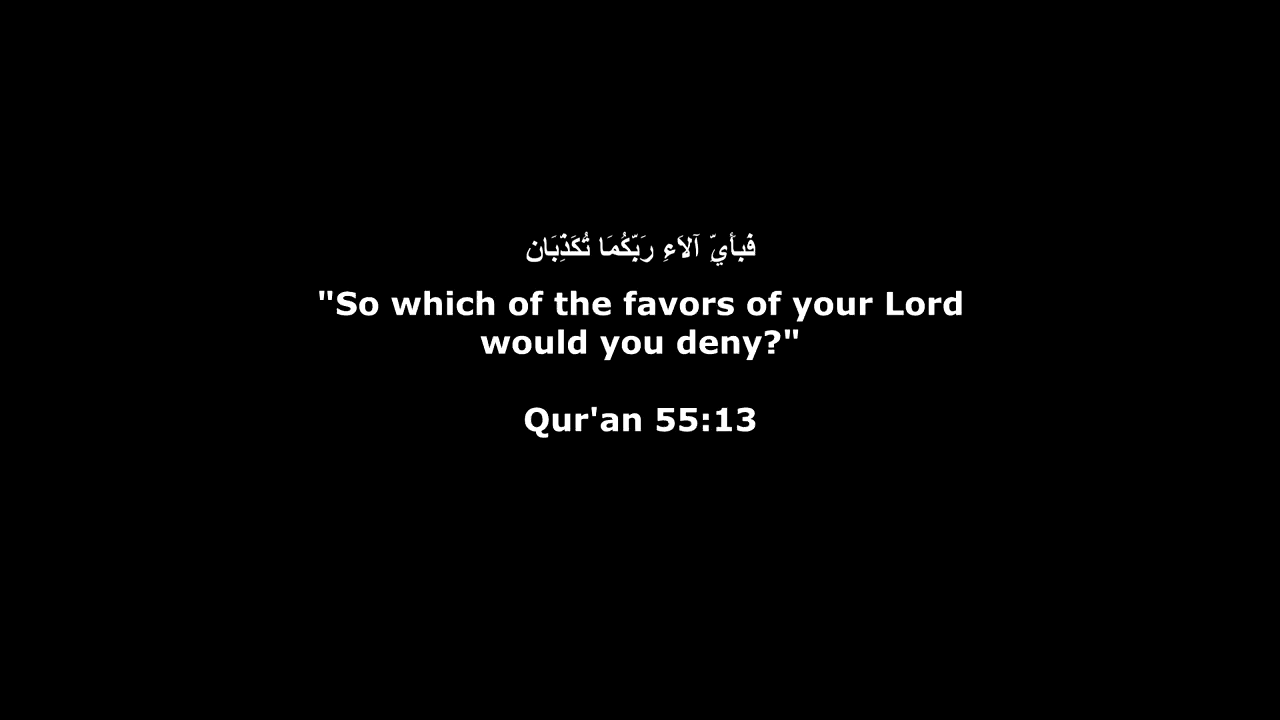 فَبِأَيِّ آلَاءِ رَبِّكُمَا تُكَذِّبَان
"So which of the favors of your Lord
would you deny?"
Qur'an 55:13